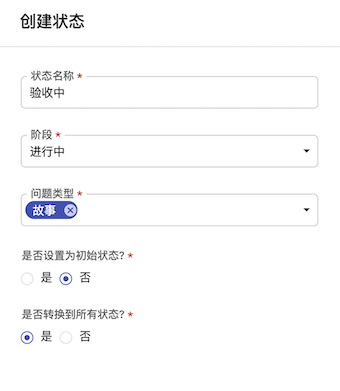 创建状态
状态名称 *
验收中
阶段 *
进行中
问题类型 *
故事
是否设置为初始状态? *
是 否
是否转换到所有状态? *
是 否